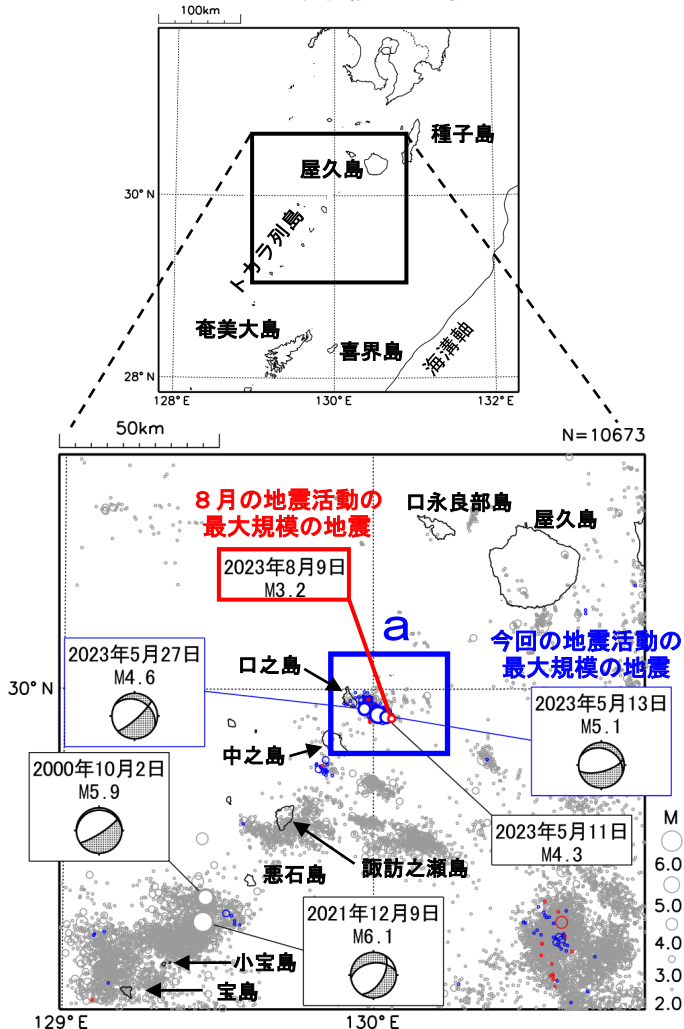 100km
種子島
屋久島
30°N
トカラ列島
奄美大島
喜界島
海溝軸
28°N
128°E
130°E
132°E
50km
N=10673
８月の地震活動の
最大規模の地震
口永良部島
屋久島
2023年8月9日
M3.2
a
今回の地震活動の
最大規模の地震
2023年5月27日
M4.6
口之島
30°N
2023年5月13日
M5.1
中之島
2000年10月2日
M5.9
2023年5月11日
M4.3
諏訪之瀬島
悪石島
2021年12月9日
M6.1
小宝島
宝島
M
6.0
5.0
4.0
3.0
2.0
129°E
130°E